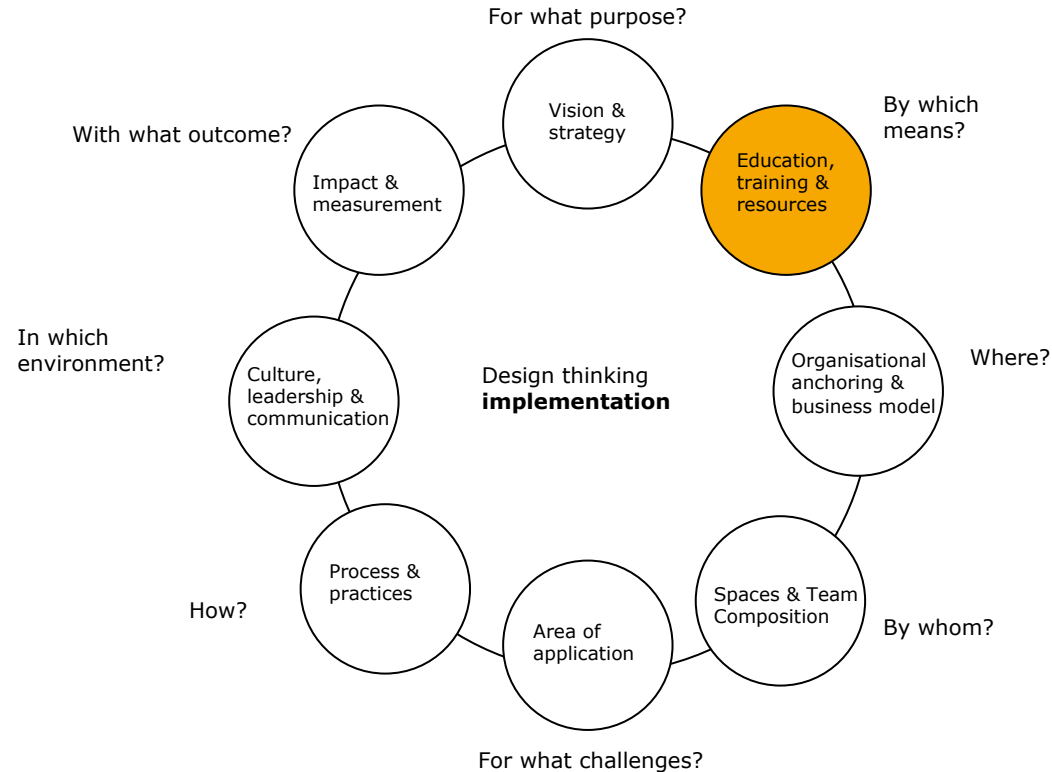 For what purpose?
Vision &
strategy
By which
means?
Education,
training &
resources
With what outcome?
Impact &
measurement
In which
environment?
Culture,
leadership &
communication
Design thinking
implementation
Organisational
anchoring &
business model
Where?
Process &
practices
How?
Area of
application
Spaces & Team
Composition
By whom?
For what challenges?